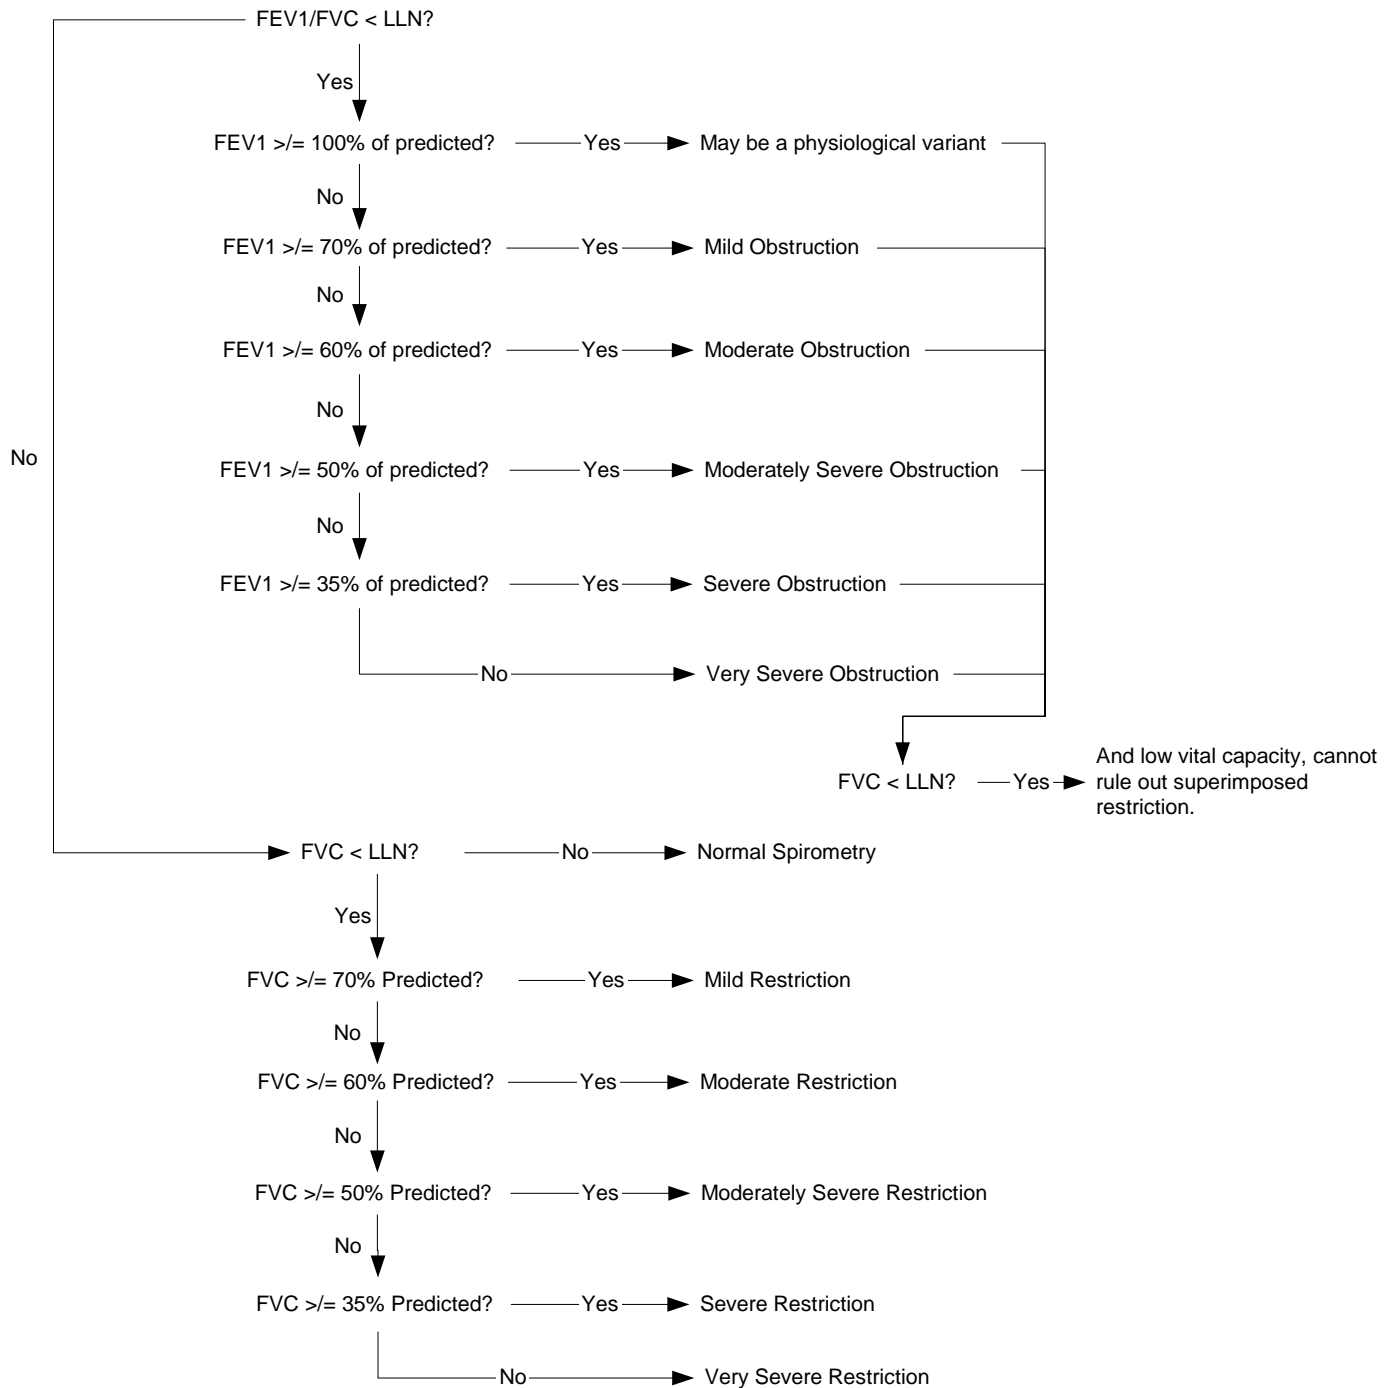 FEV1/FVC < LLN?
Yes
FEV1 >/= 100% of predicted?
Yes
May be a physiological variant
No
FEV1 >/= 70% of predicted?
Yes
Mild Obstruction
No
FEV1 >/= 60% of predicted?
Yes
Moderate Obstruction
No
No
FEV1 >/= 50% of predicted?
Yes
Moderately Severe Obstruction
No
FEV1 >/= 35% of predicted?
Yes
Severe Obstruction
No
Very Severe Obstruction
FVC < LLN?
Yes
And low vital capacity, cannot
rule out superimposed
restriction.
FVC < LLN?
No
Normal Spirometry
Yes
FVC >/= 70% Predicted?
Yes
Mild Restriction
No
FVC >/= 60% Predicted?
Yes
Moderate Restriction
No
FVC >/= 50% Predicted?
Yes
Moderately Severe Restriction
No
FVC >/= 35% Predicted?
Yes
Severe Restriction
No
Very Severe Restriction